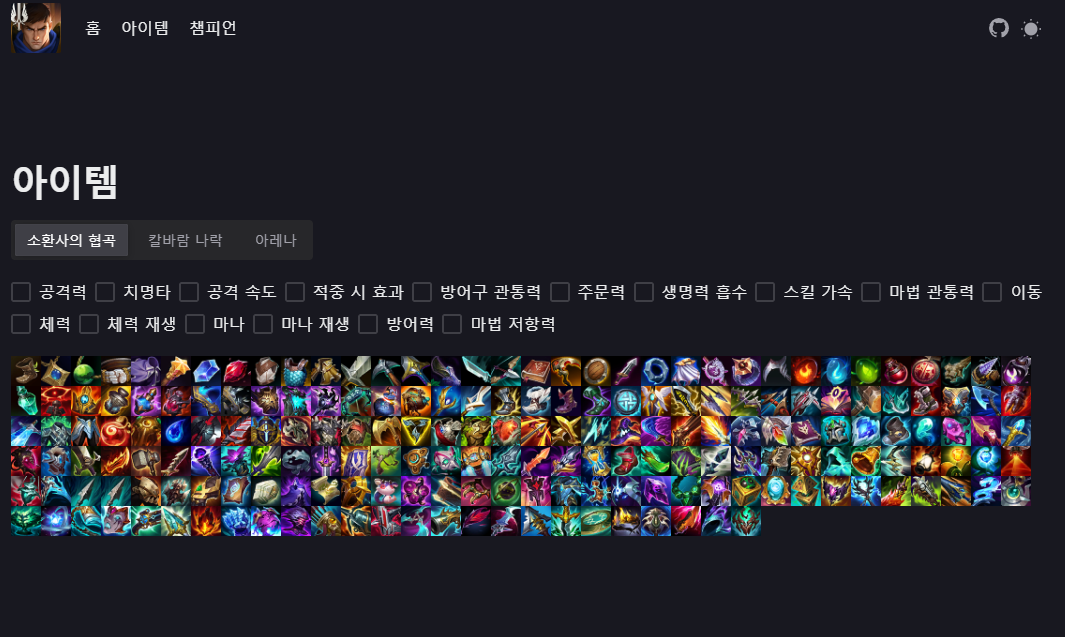 홈 아이템 챔피언
아이템
소환사의 협곡 칼바람 나락 아레나
공격력 치명타 공격 속도 적중 시 효과 방어구 관통력 주문력 생명력 흡수 스킬 가속 마법 관통력 이동
체력 체력 재생 마나 마나 재생 방어력 마법 저항력